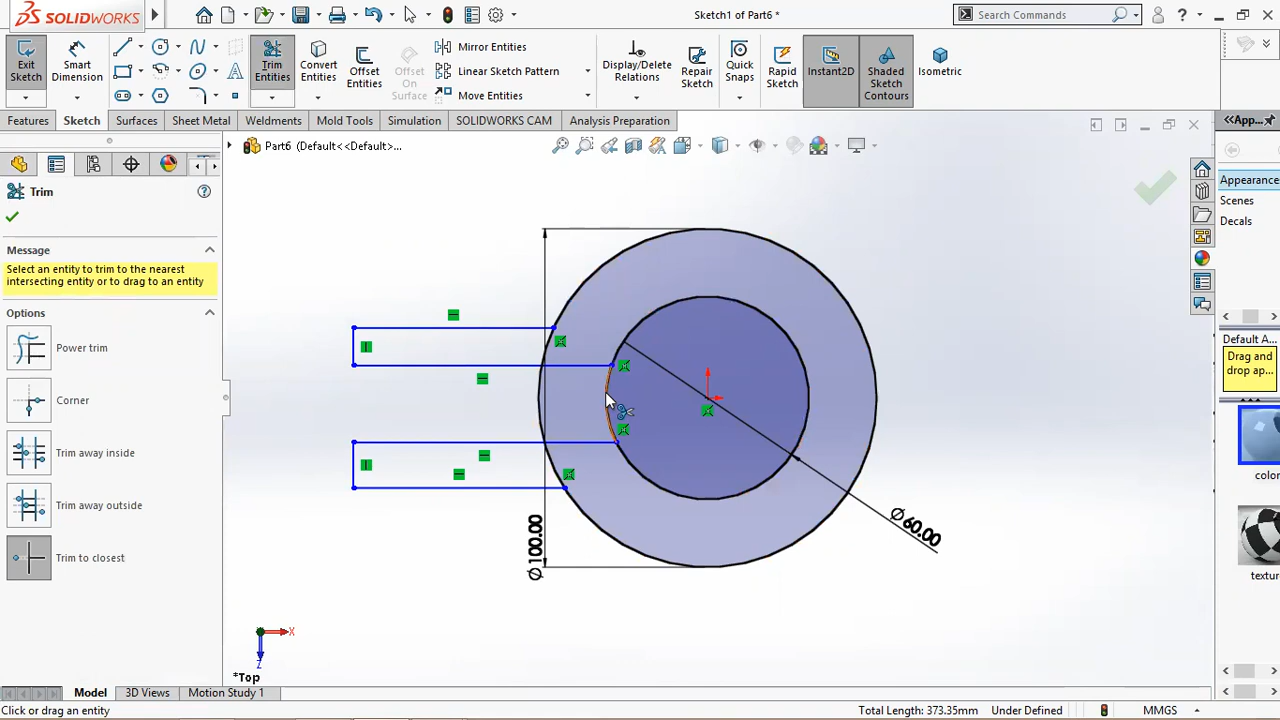 SOLIDWORKS
Sketch1 of Part6 *
Search Commands
?
Exit Sketch
Smart Dimension
Trim Entities
Convert Entities
Offset Entities
Offset On Surface
Mirror Entities
Linear Sketch Pattern
Move Entities
Display/Delete Relations
Repair Sketch
Quick Snaps
Rapid Sketch
Instant2D
Shaded Sketch Contours
Isometric
Features Sketch Surfaces Sheet Metal Weldments Mold Tools Simulation SOLIDWORKS CAM Analysis Preparation
<<App...
Part6 (Default<<Default>...
Trim
?
Message
Select an entity to trim to the nearest
intersecting entity or to drag to an entity
Options
Power trim
Corner
Trim away inside
Trim away outside
Trim to closest
Ø100.00
Ø60.00
X
Z
*Top
Appearance
Scenes
Decals
Default A...
Drag and
drop ap...
color
textur
Model 3D Views Motion Study 1
Click or drag an entity
Total Length: 373.35mm Under Defined MMGS